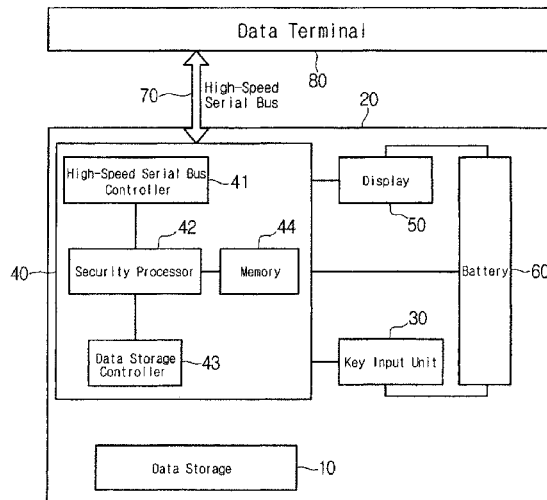 Data Terminal
80
70
High-Speed
Serial Bus
20
High-Speed Serial Bus
Controller
41
Display
50
42
44
40
Security Processor
Memory
Battery
60
30
Data Storage
Controller
43
Key Input Unit
Data Storage
10